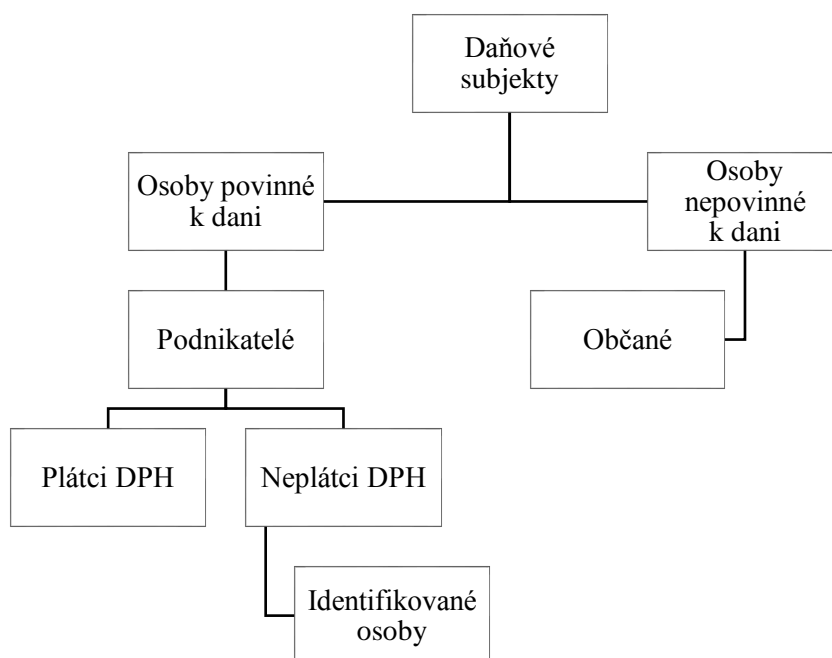 Daňové
subjekty
Osoby povinné
k dani
Osoby
nepovinné
k dani
Podnikatelé
Občané
Plátci DPH
Neplátci DPH
Identifikované
osoby